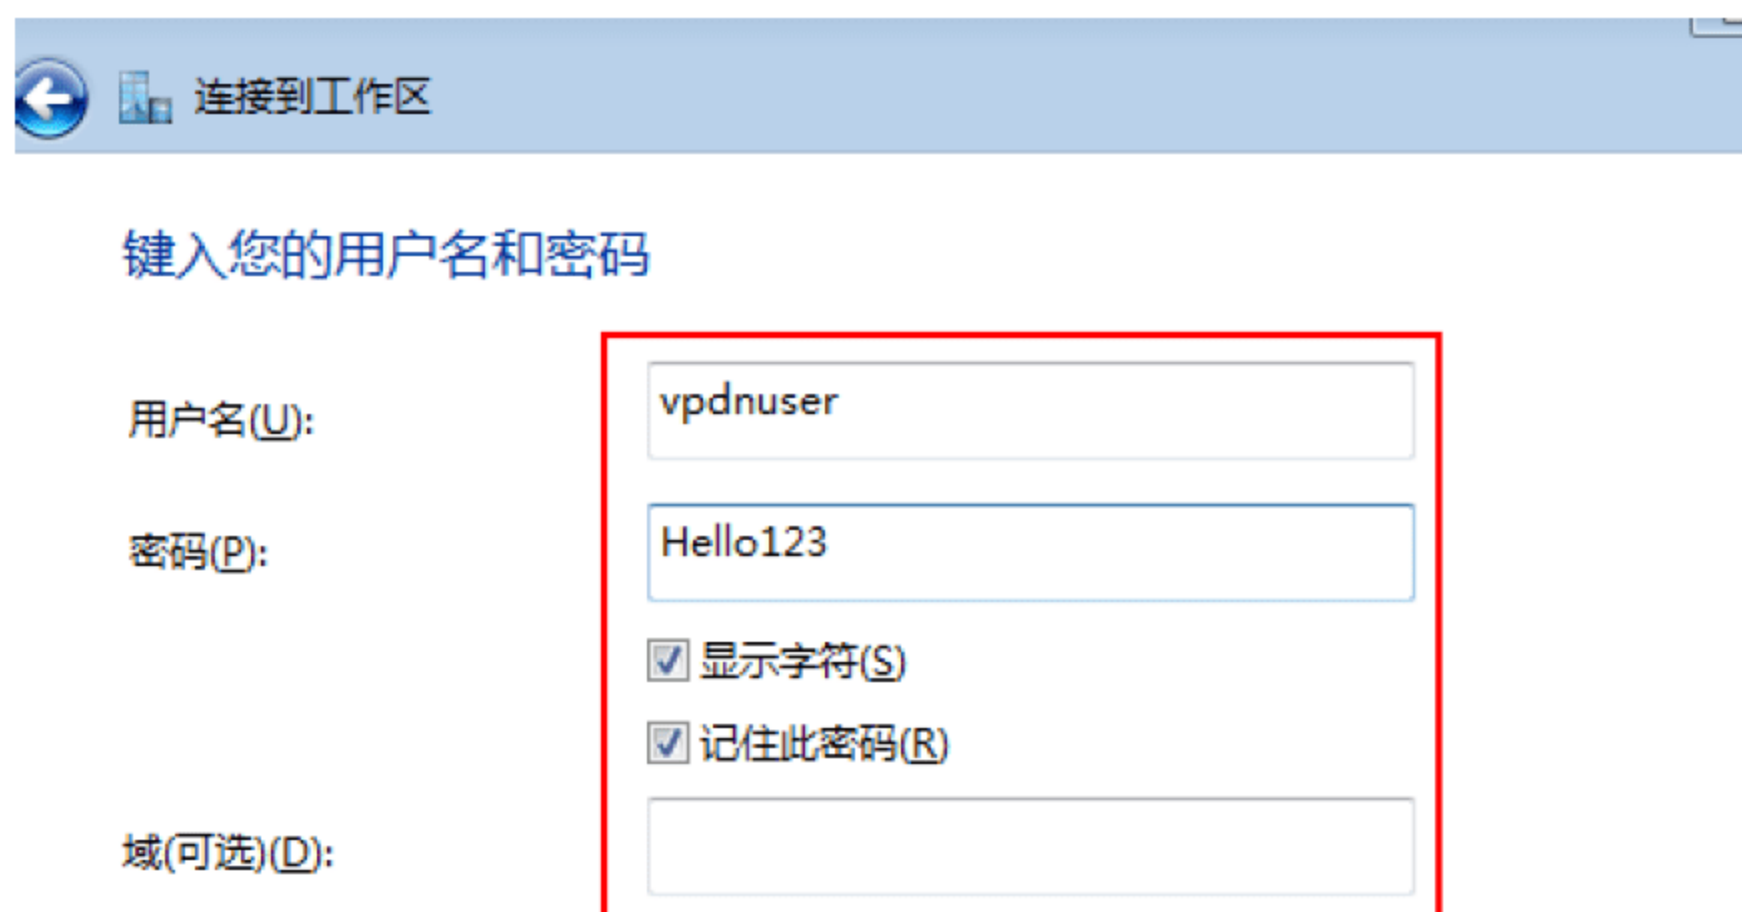 连接到工作区
键入您的用户名和密码
用户名(U):
vpdnuser
密码(P):
Hello123
显示字符(S)
记住此密码(R)
域(可选)(D):